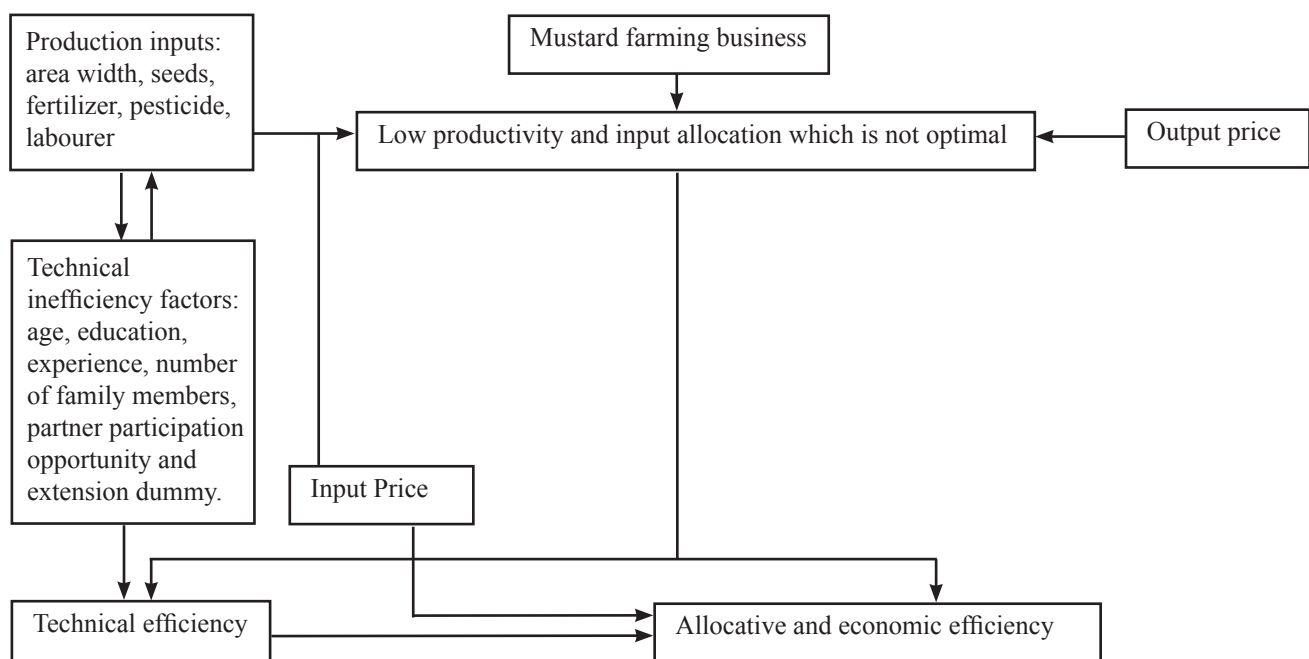 Production inputs:
area width, seeds,
fertilizer, pesticide,
labourer
Mustard farming business
Low productivity and input allocation which is not optimal
Output price
Technical
inefficiency factors:
age, education,
experience, number
of family members,
partner participation
opportunity and
extension dummy.
Input Price
Technical efficiency
Allocative and economic efficiency